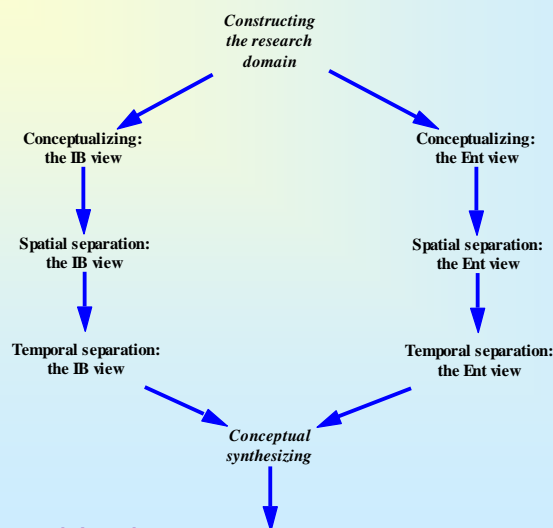 Constructing
the research
domain
Conceptualizing:
the IB view
Conceptualizing:
the Ent view
Spatial separation:
the IB view
Spatial separation:
the Ent view
Temporal separation:
the IB view
Temporal separation:
the Ent view
Conceptual
synthesizing